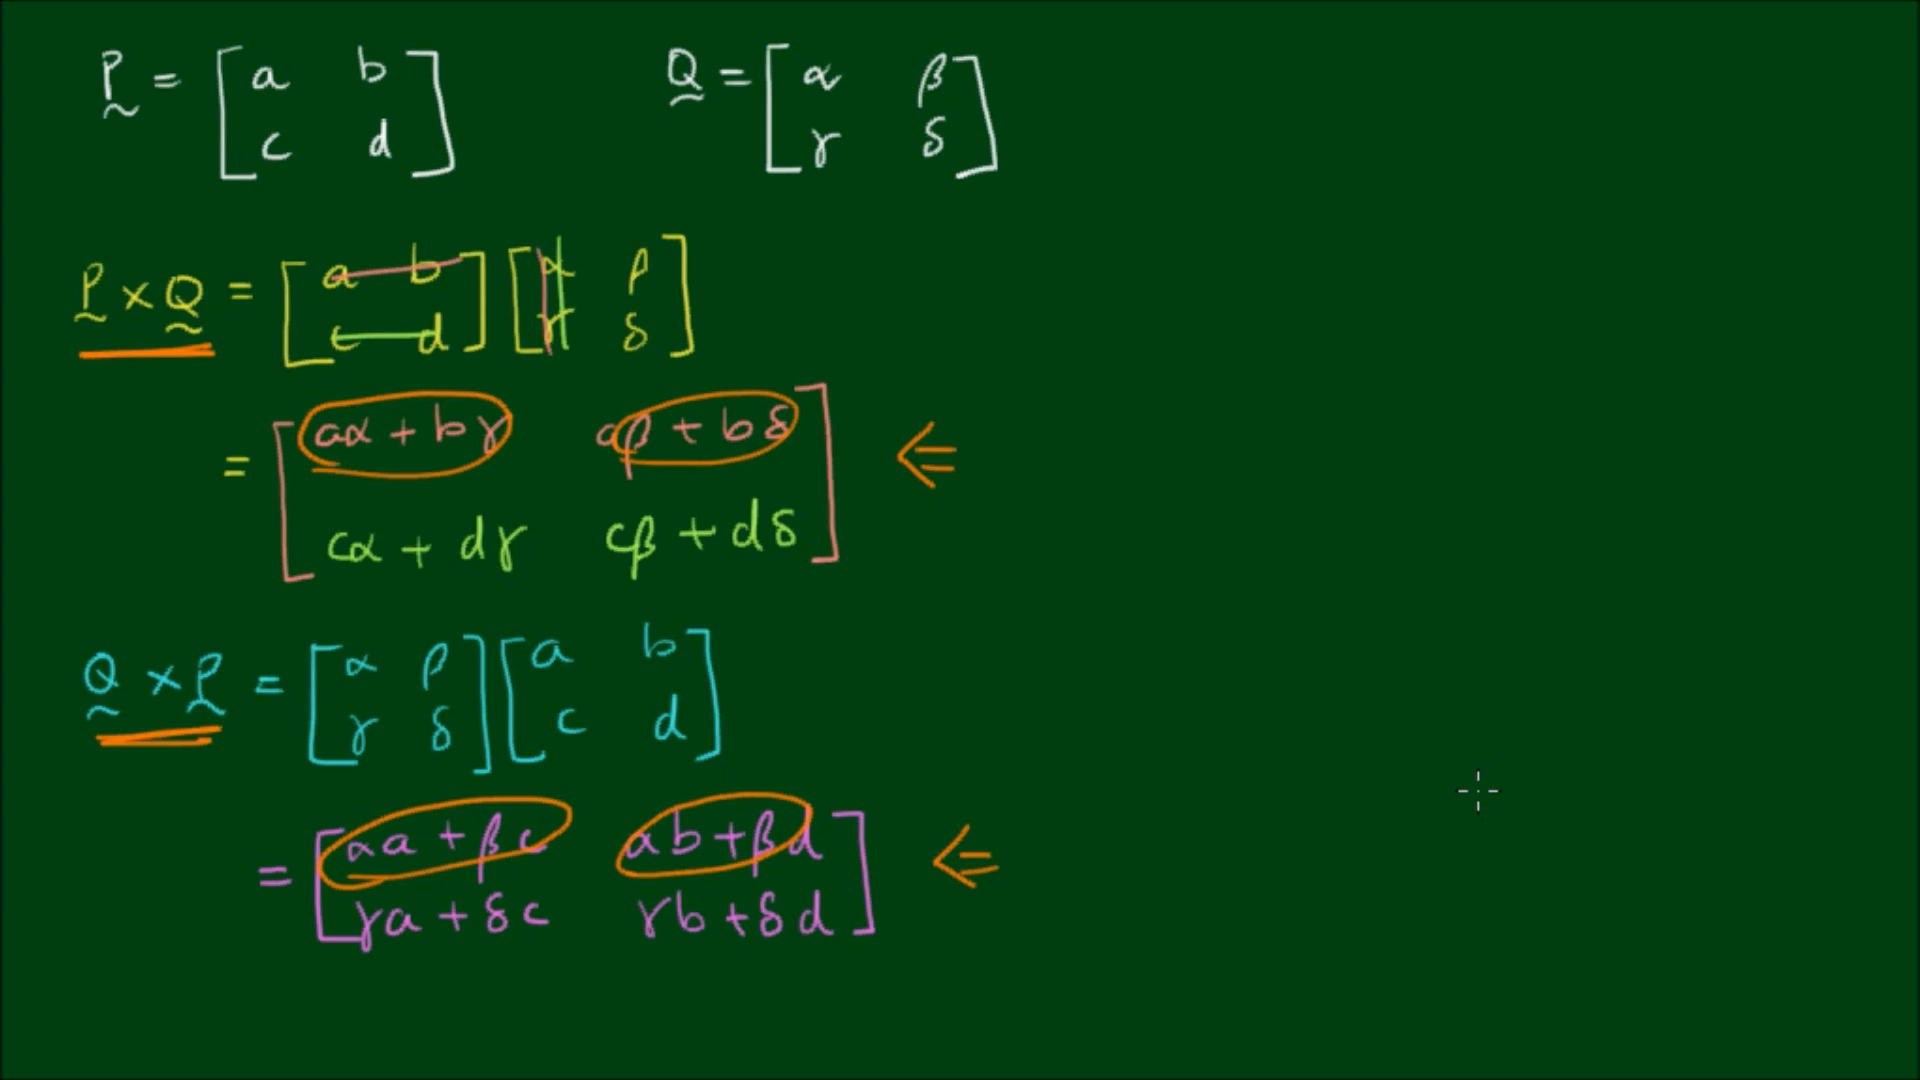 P = [a b
c d]
Q = [α β
γ δ]
P × Q = [a b
c d] [α β
γ δ]
= [aα + bγ aβ + bδ
cα + dγ cβ + dδ] ⇐
Q × P = [α β
γ δ] [a b
c d]
= [αa + βc αb + βd
γa + δc γb + δd] ⇐